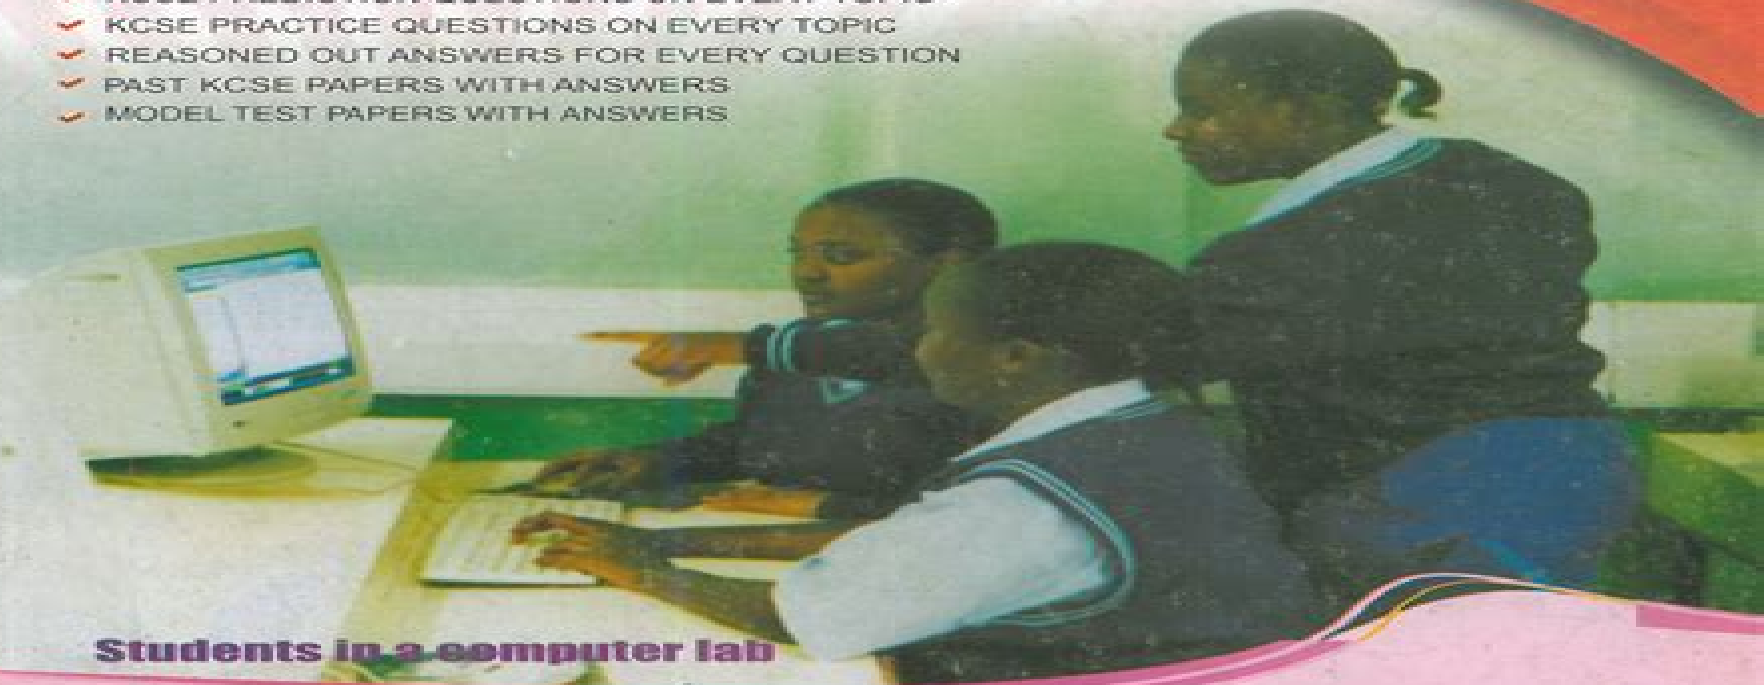 KCSE PRACTICE QUESTIONS ON EVERY TOPIC
REASONED OUT ANSWERS FOR EVERY QUESTION
PAST KCSE PAPERS WITH ANSWERS
MODEL TEST PAPERS WITH ANSWERS
Students in a computer lab